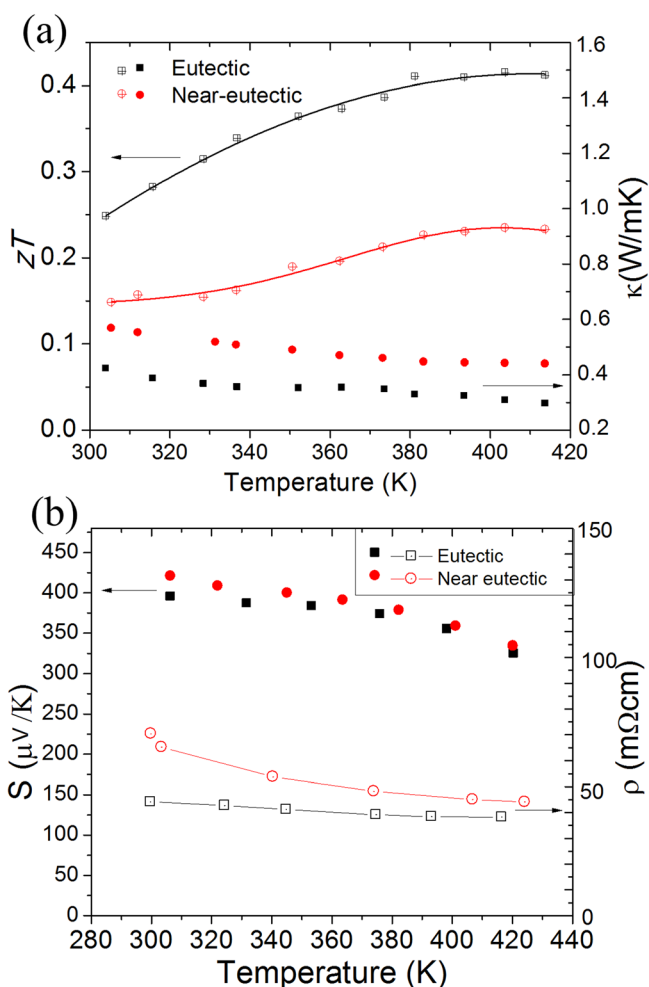 (a)
Eutectic
Near-eutectic
0.4
0.3
0.2
0.1
0.0
zT
1.6
1.4
1.2
1.0
0.8
0.6
0.4
0.2
κ(W/mK)
300 320 340 360 380 400 420
Temperature (K)
(b)
Eutectic
Near eutectic
450
400
350
300
250
200
150
100
50
0
S (μV/K)
150
100
50
0
ρ (mΩcm)
280 300 320 340 360 380 400 420 440
Temperature (K)